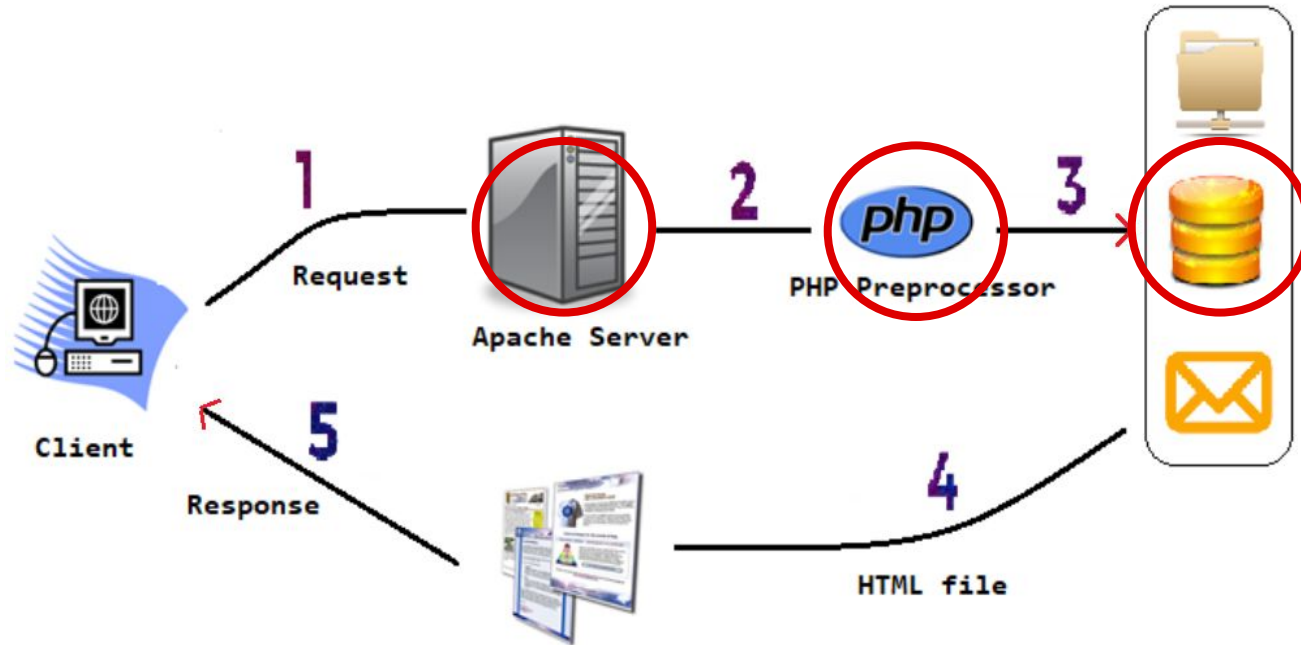 1
2
3
Request
php
PHP Preprocessor
Apache Server
Client
5
4
Response
HTML file